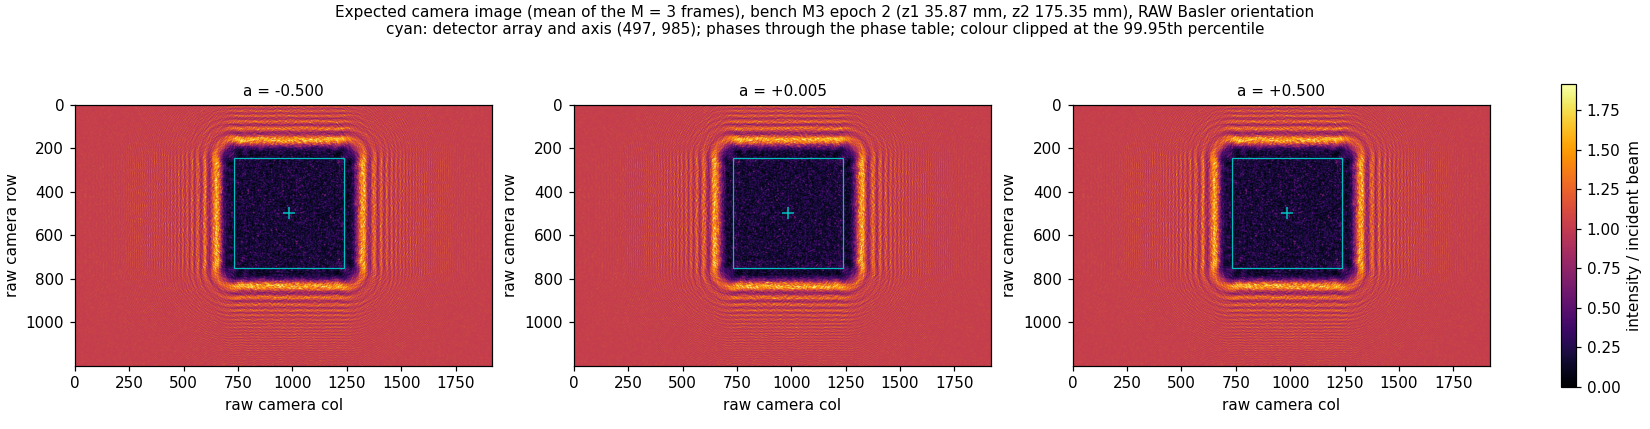 Expected camera image (mean of the M = 3 frames), bench M3 epoch 2 (z1 35.87 mm, z2 175.35 mm), RAW Basler orientation
cyan: detector array and axis (497, 985); phases through the phase table; colour clipped at the 99.95th percentile
a = -0.500
a = +0.005
a = +0.500
raw camera row
0
200
400
600
800
1000
0 250 500 750 1000 1250 1500 1750
raw camera col
raw camera row
0
200
400
600
800
1000
0 250 500 750 1000 1250 1500 1750
raw camera col
raw camera row
0
200
400
600
800
1000
0 250 500 750 1000 1250 1500 1750
raw camera col
1.75
1.50
1.25
1.00
0.75
0.50
0.25
0.00
intensity / incident beam